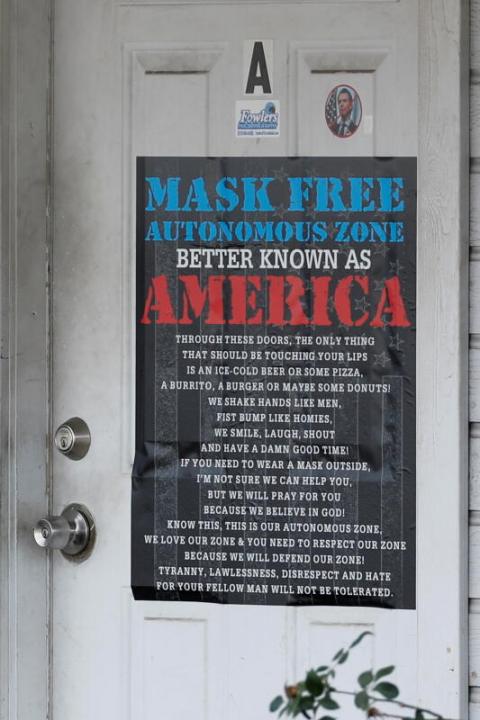 A
Fowlers
MASK FREE
AUTONOMOUS ZONE
BETTER KNOWN AS
AMERICA
THROUGH THESE DOORS, THE ONLY THING
THAT SHOULD BE TOUCHING YOUR LIPS
IS AN ICE-COLD BEER OR SOME PIZZA,
A BURRITO, A BURGER OR MAYBE SOME DONUTS!
WE SHAKE HANDS LIKE MEN,
FIST BUMP LIKE HOMIES,
WE SMILE, LAUGH, SHOUT
AND HAVE A DAMN GOOD TIME!
IF YOU NEED TO WEAR A MASK OUTSIDE,
I'M NOT SURE WE CAN HELP YOU,
BUT WE WILL PRAY FOR YOU
BECAUSE WE BELIEVE IN GOD!
KNOW THIS, THIS IS OUR AUTONOMOUS ZONE,
WE LOVE OUR ZONE & YOU NEED TO RESPECT OUR ZONE
BECAUSE WE WILL DEFEND OUR ZONE!
TYRANNY, LAWLESSNESS, DISRESPECT AND HATE
FOR YOUR FELLOW MAN WILL NOT BE TOLERATED.